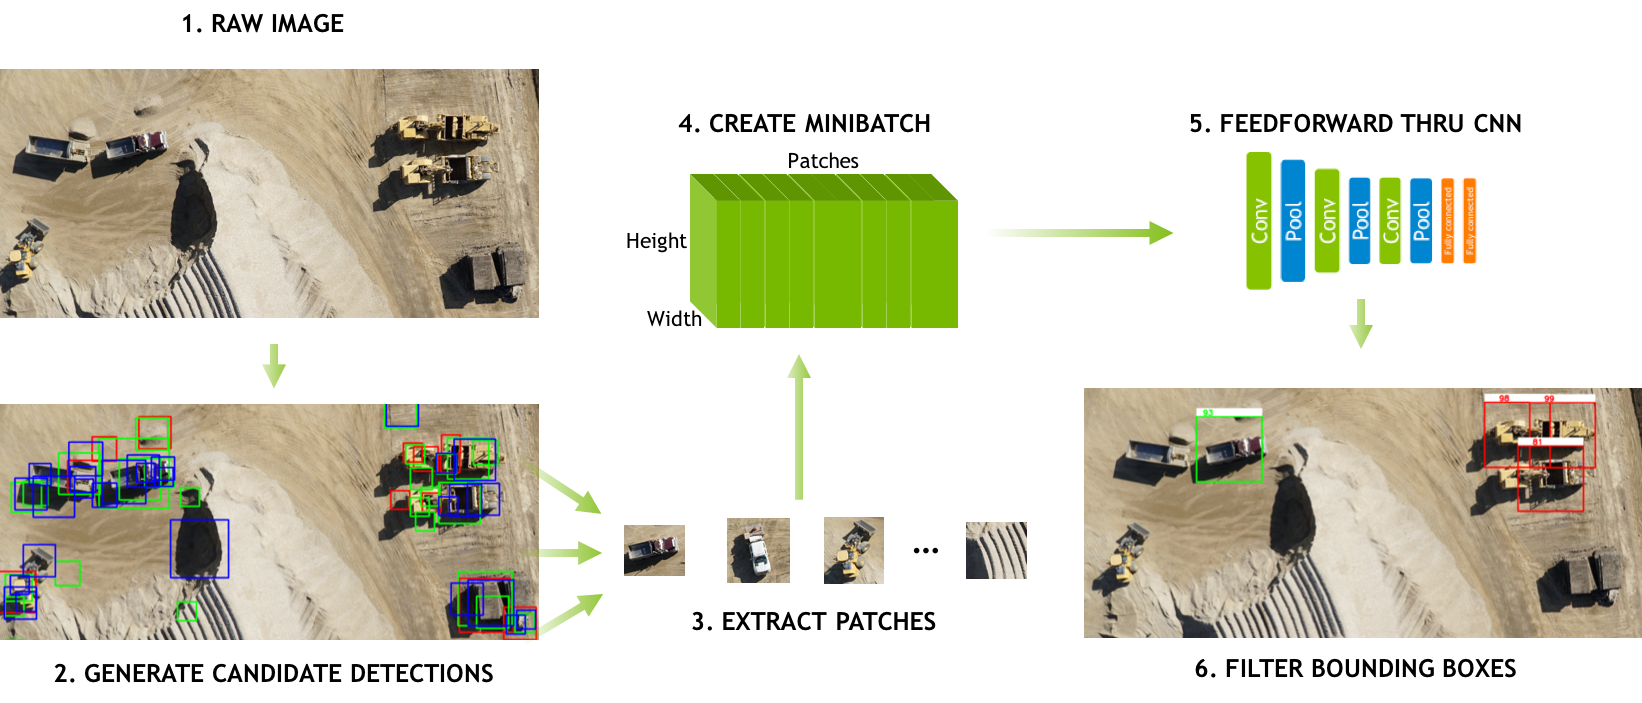 1. RAW IMAGE
2. GENERATE CANDIDATE DETECTIONS
3. EXTRACT PATCHES
4. CREATE MINIBATCH
Patches
Height
Width
5. FEEDFORWARD THRU CNN
Conv
Pool
Conv
Pool
Conv
Pool
Fully connected
Fully connected
93
98
99
81
6. FILTER BOUNDING BOXES